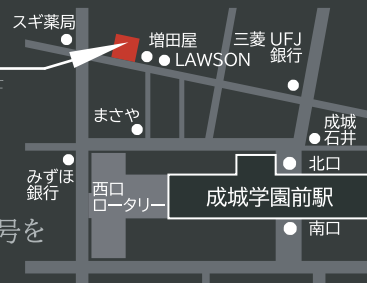 スギ薬局
増田屋
LAWSON
三菱 UFJ
銀行
まさや
成城
石井
みずほ
銀行
西口
ロータリー
北口
成城学園前駅
南口
号を